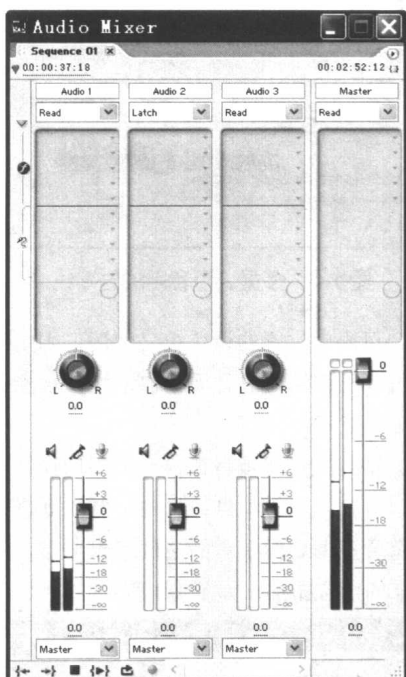 Audio Mixer
Sequence 01
00:00:37:18 00:02:52:12
Audio 1 Audio 2 Audio 3 Master
Read Latch Read Read
L R L R L R
0.0 0.0 0.0
0
-6
-12
-18
-30
-∞
+6 +6 +6
+3 +3 +3
0 0 0
-6 -6 -6
-12 -12 -12
-18 -18 -18
-30 -30 -30
-∞ -∞ -∞
0.0 0.0 0.0 0.0
Master Master Master